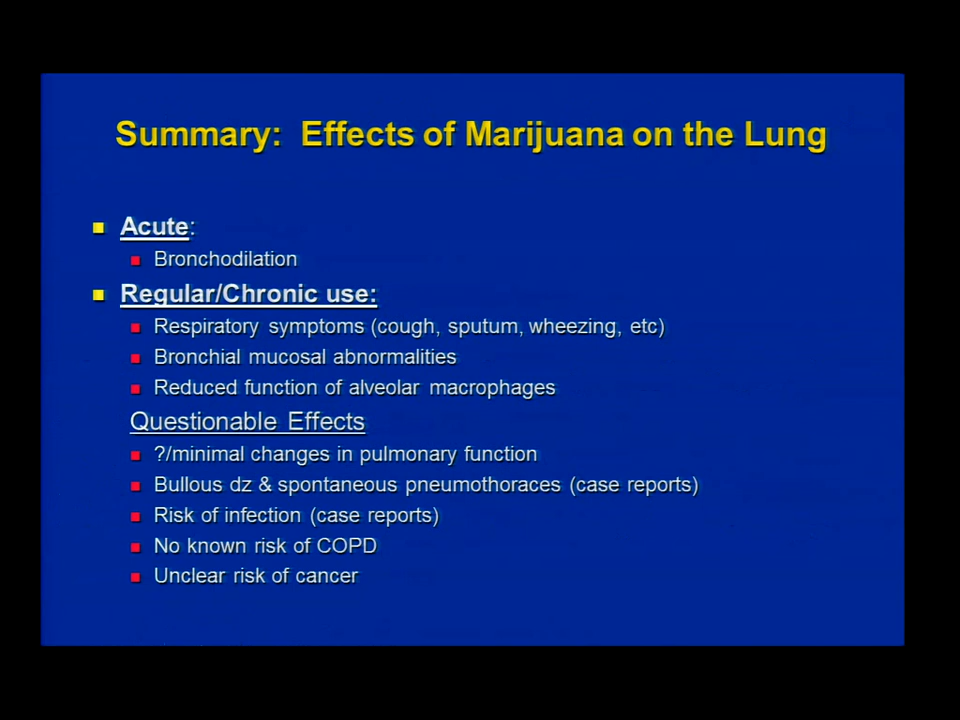 Summary: Effects of Marijuana on the Lung
Acute:
Bronchodilation
Regular/Chronic use:
Respiratory symptoms (cough, sputum, wheezing, etc)
Bronchial mucosal abnormalities
Reduced function of alveolar macrophages
Questionable Effects
?/minimal changes in pulmonary function
Bullous dz & spontaneous pneumothoraces (case reports)
Risk of infection (case reports)
No known risk of COPD
Unclear risk of cancer